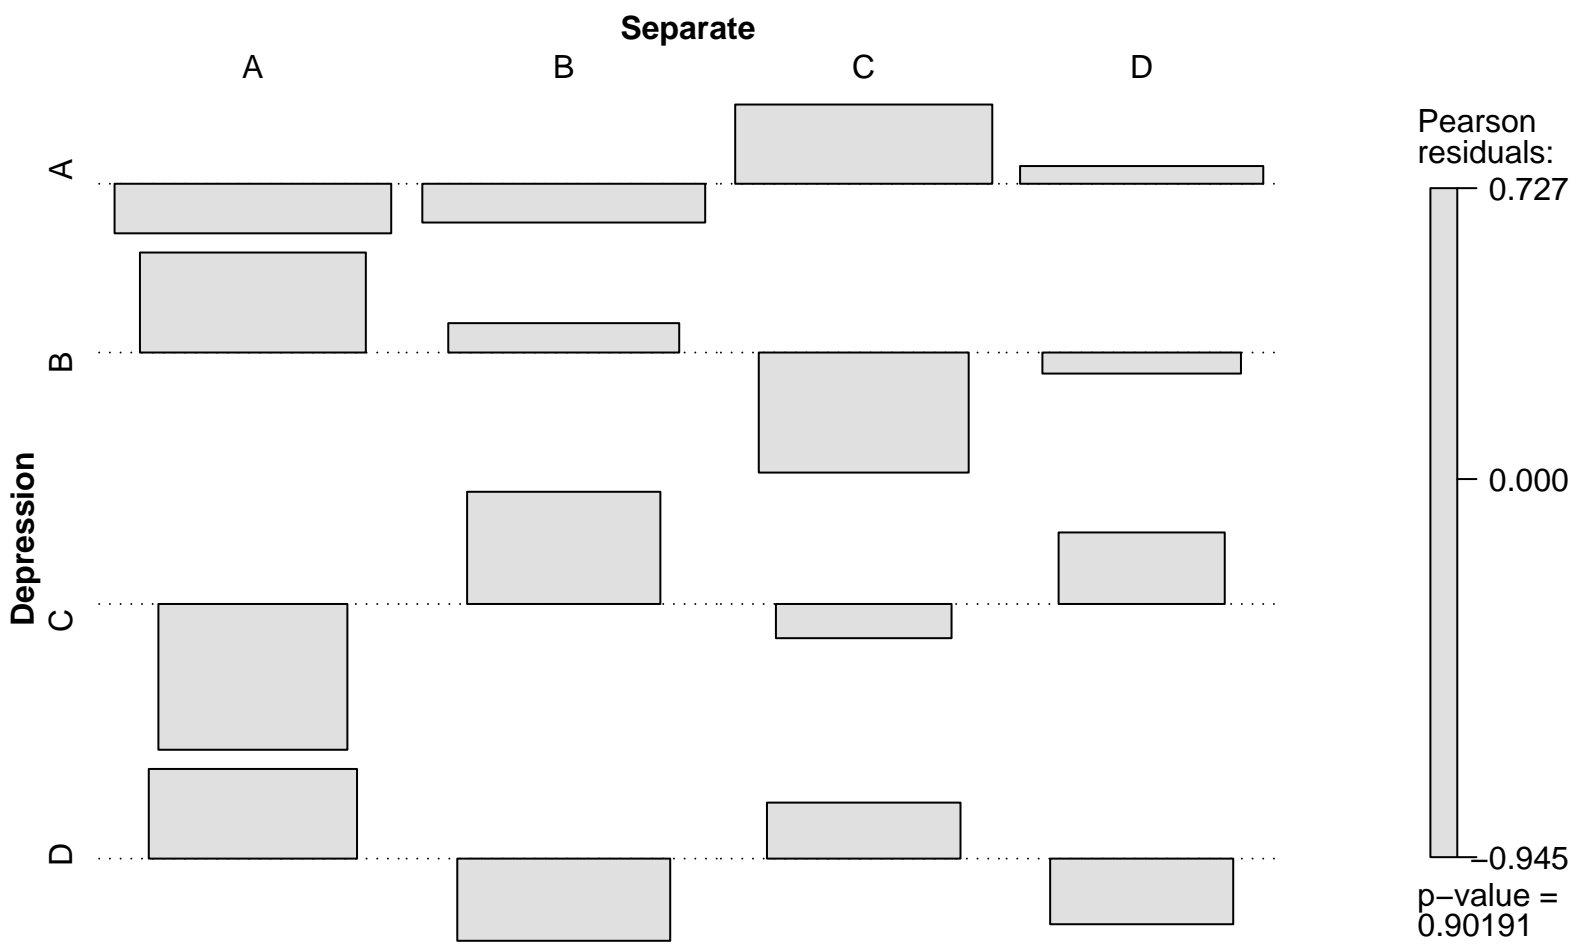 Separate
A B C D
A
B
C
D
Depression
Pearson
residuals:
0.727
0.000
−0.945
p−value =
0.90191